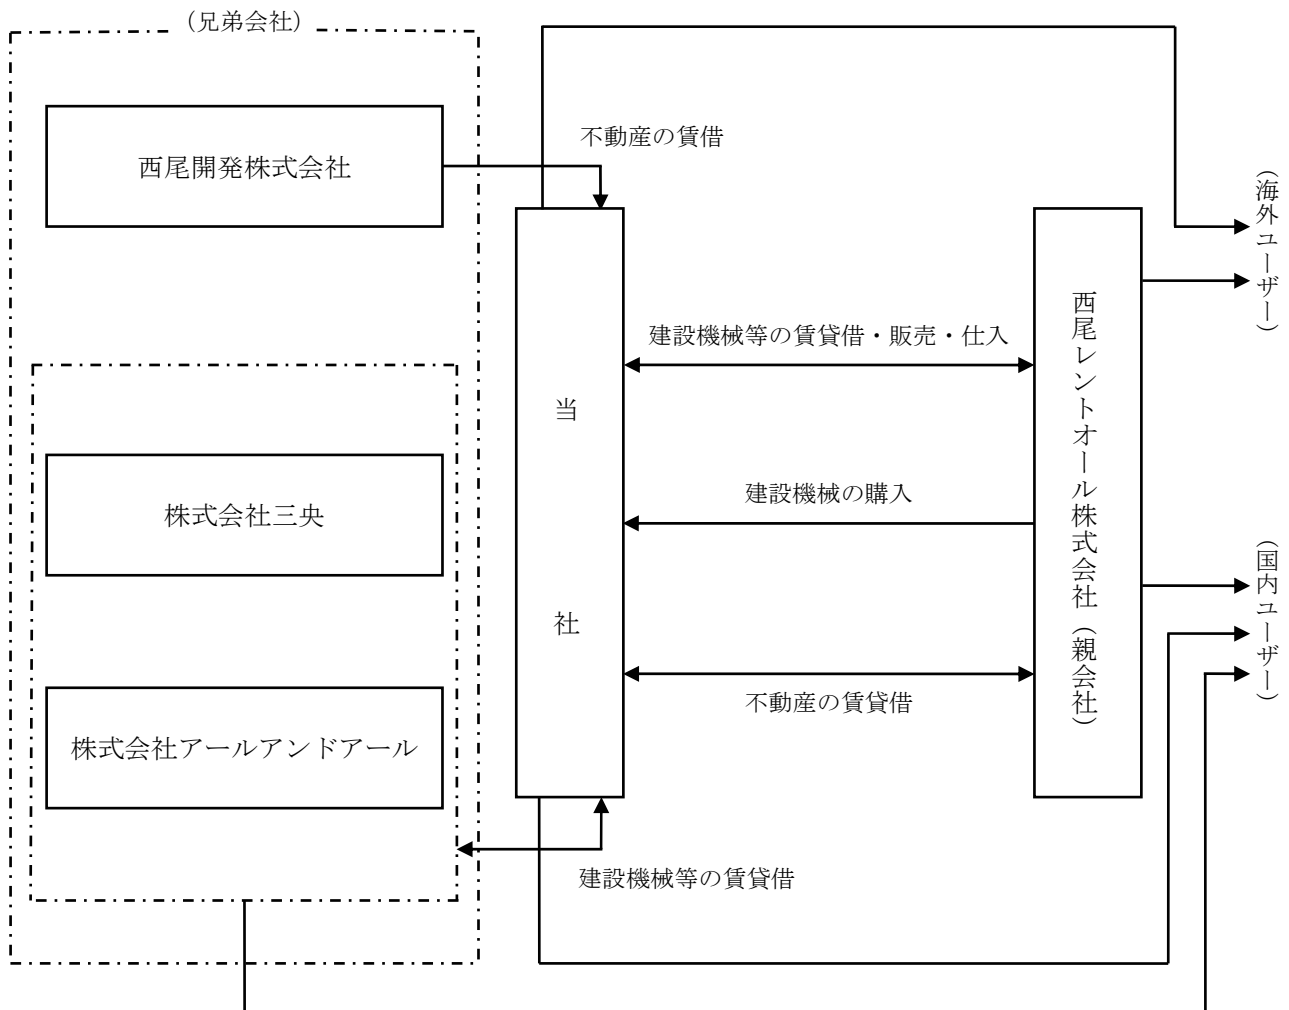 （兄弟会社）
不動産の賃借
西尾開発株式会社
（海外ユーザー）
建設機械等の賃貸借・販売・仕入
西尾レントオール株式会社（親会社）
当社
建設機械の購入
株式会社三央
（国内ユーザー）
不動産の賃貸借
株式会社アールアンドアール
建設機械等の賃貸借